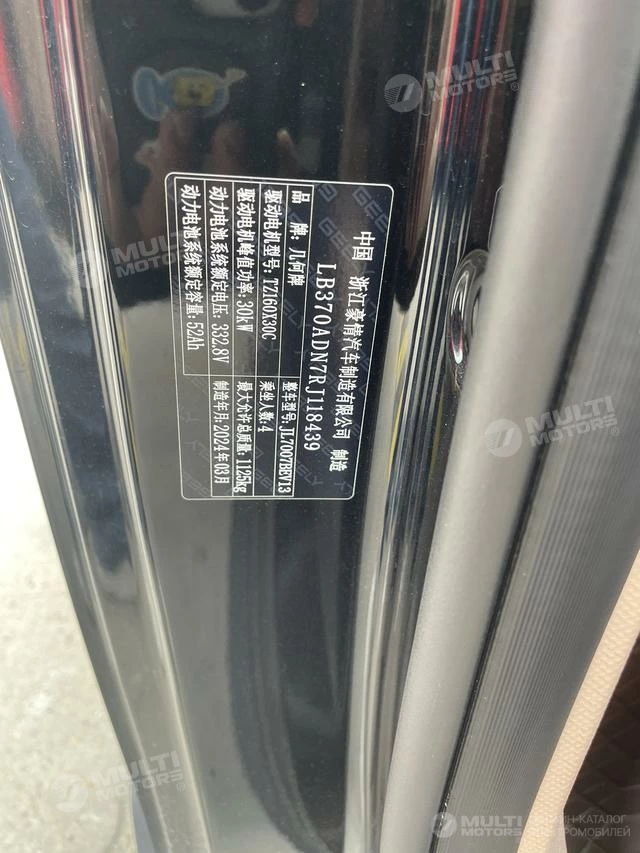 中国 浙江豪情汽车制造有限公司 制造
LB370ADN7RJ118439
品 牌:几何牌 整车型号:JL7007BEV13
驱动电机型号:TZ160X30C 乘坐人数:4
驱动电机峰值功率:30kW 最大允许总质量:1125kg
动力电池系统额定电压:332.8V 制造年月:2024年03月
动力电池系统额定容量:52Ah
GEELY
MULTI MOTORS®
MULTI MOTORS
MULTI MOTORS
MULTI MOTORS
MULTI MOTORS
ОНЛАЙН-КАТАЛОГ
ЭЛЕКТРОМОБИЛЕЙ